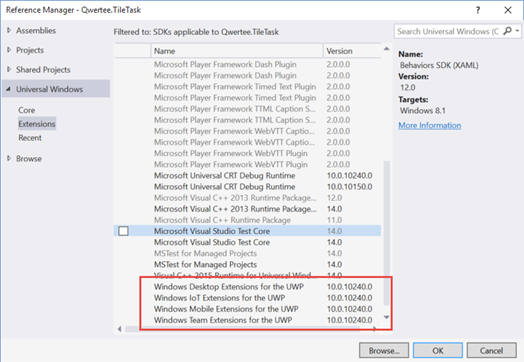 Reference Manager - Qwertee.TileTask
Assemblies
Projects
Shared Projects
Universal Windows
Core
Extensions
Recent
Browse
Filtered to: SDKs applicable to Qwertee.TileTask
Search Universal Windows (C
Name Version
Microsoft Player Framework Dash Plugin 2.0.0.0
Microsoft Player Framework Dash Plugin 2.0.0.0
Microsoft Player Framework Timed Text Plugin 2.0.0.0
Microsoft Player Framework Timed Text Plugin 2.0.0.0
Microsoft Player Framework TTML Caption S... 2.0.0.0
Microsoft Player Framework TTML Caption S... 2.0.0.0
Microsoft Player Framework WebVTT Captio... 2.0.0.0
Microsoft Player Framework WebVTT Captio... 2.0.0.0
Microsoft Player Framework WebVTT Plugin 2.0.0.0
Microsoft Player Framework WebVTT Plugin 2.0.0.0
Microsoft Universal CRT Debug Runtime 10.0.10240.0
Microsoft Universal CRT Debug Runtime 10.0.10150.0
Microsoft Visual C++ 2013 Runtime Package... 12.0
Microsoft Visual C++ 2013 Runtime Package... 14.0
Microsoft Visual C++ Runtime Package 11.0
Microsoft Visual Studio Test Core 14.0
Microsoft Visual Studio Test Core 14.0
MSTest for Managed Projects 14.0
MSTest for Managed Projects 14.0
Visual C++ 2015 Runtime for Universal Wind... 14.0
Windows Desktop Extensions for the UWP 10.0.10240.0
Windows IoT Extensions for the UWP 10.0.10240.0
Windows Mobile Extensions for the UWP 10.0.10240.0
Windows Team Extensions for the UWP 10.0.10240.0
Name:
Behaviors SDK (XAML)
Version:
12.0
Targets:
Windows 8.1
More Information
Browse... OK Cancel